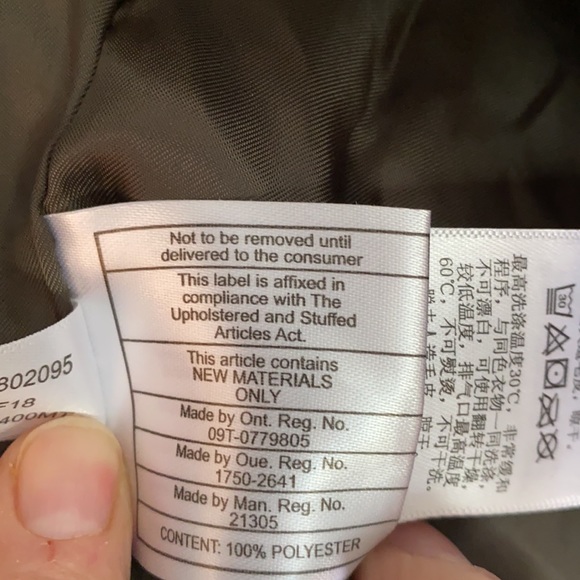 Not to be removed until
delivered to the consumer
This label is affixed in
compliance with The
Upholstered and Stuffed
Articles Act.
This article contains
NEW MATERIALS
ONLY
Made by Ont. Reg. No.
09T-0779805
Made by Que. Reg. No.
1750-2641
Made by Man. Reg. No.
21305
CONTENT: 100% POLYESTER
302095
F18
最高洗涤温度30℃，非常缓和
程序，与同色衣物一同洗涤，
不可漂白，可使用翻转干燥，
较低温度，排气口最高温度
60℃，不可熨烫，不可干洗。
30